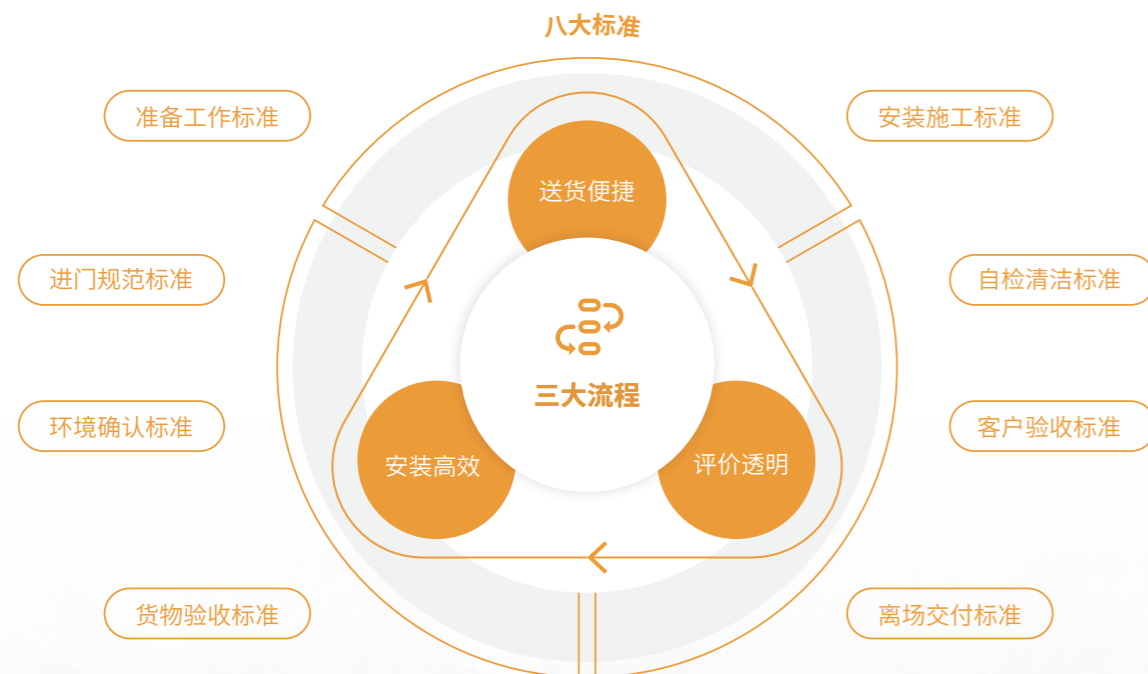 八大标准
准备工作标准
安装施工标准
送货便捷
进门规范标准
自检清洁标准
三大流程
环境确认标准
客户验收标准
安装高效
评价透明
货物验收标准
离场交付标准